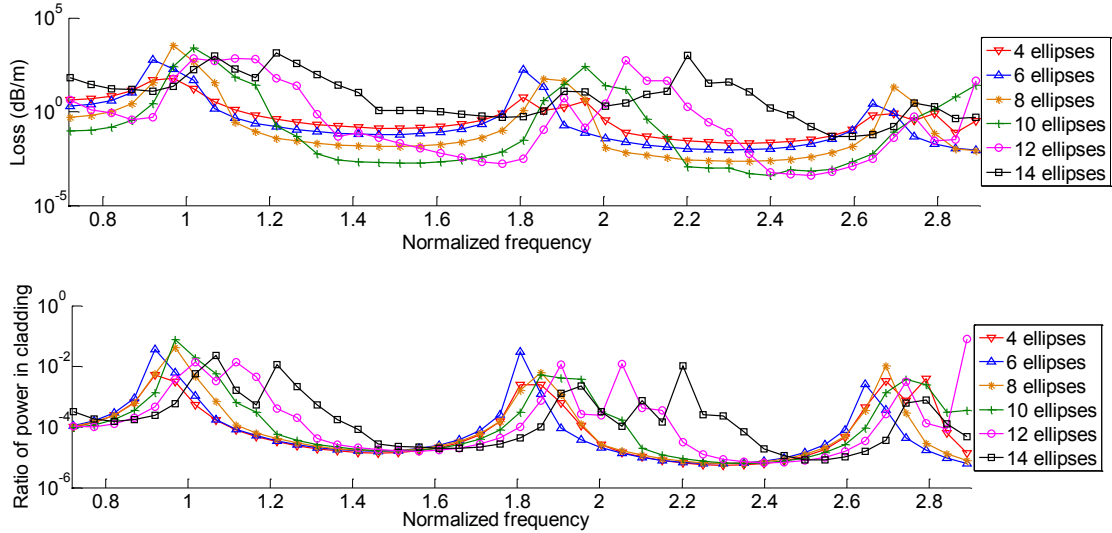 10^5
10^0
10^-5
Loss (dB/m)
0.8 1 1.2 1.4 1.6 1.8 2 2.2 2.4 2.6 2.8
Normalized frequency
4 ellipses
6 ellipses
8 ellipses
10 ellipses
12 ellipses
14 ellipses
10^0
10^-2
10^-4
10^-6
Ratio of power in cladding
0.8 1 1.2 1.4 1.6 1.8 2 2.2 2.4 2.6 2.8
Normalized frequency
4 ellipses
6 ellipses
8 ellipses
10 ellipses
12 ellipses
14 ellipses